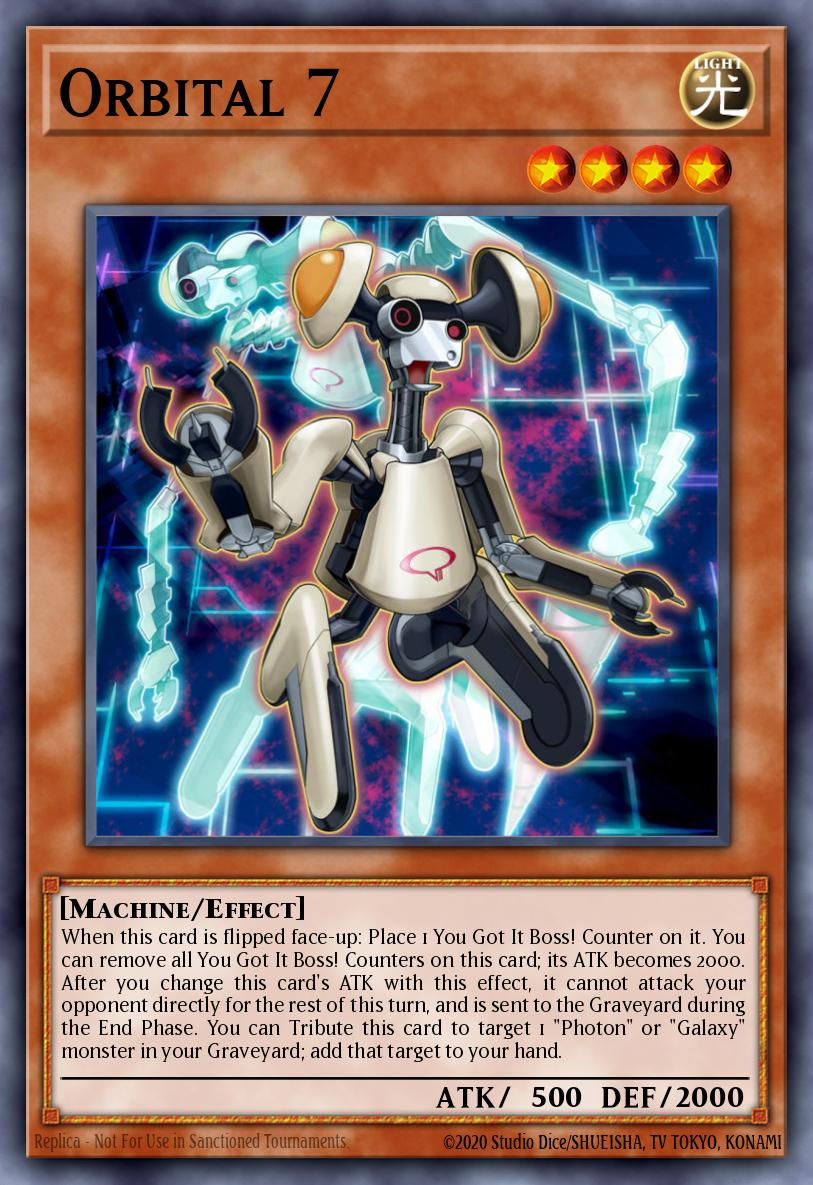 Orbital 7
LIGHT
光
[Machine/Effect]
When this card is flipped face-up: Place 1 You Got It Boss! Counter on it. You
can remove all You Got It Boss! Counters on this card; its ATK becomes 2000.
After you change this card's ATK with this effect, it cannot attack your
opponent directly for the rest of this turn, and is sent to the Graveyard during
the End Phase. You can Tribute this card to target 1 "Photon" or "Galaxy"
monster in your Graveyard; add that target to your hand.
ATK/ 500 DEF/2000
Replica - Not For Use in Sanctioned Tournaments.
©2020 Studio Dice/SHUEISHA, TV TOKYO, KONAMI